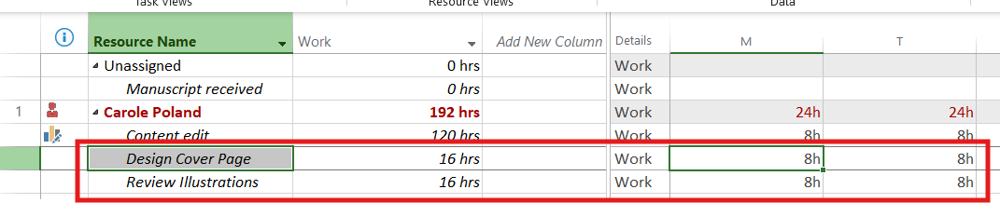 Task Views Resource Views Data
Resource Name Work Add New Column Details M T
Unassigned 0 hrs Work
Manuscript received 0 hrs Work
1 Carole Poland 192 hrs Work 24h 24h
Content edit 120 hrs Work 8h 8h
Design Cover Page 16 hrs Work 8h 8h
Review Illustrations 16 hrs Work 8h 8h